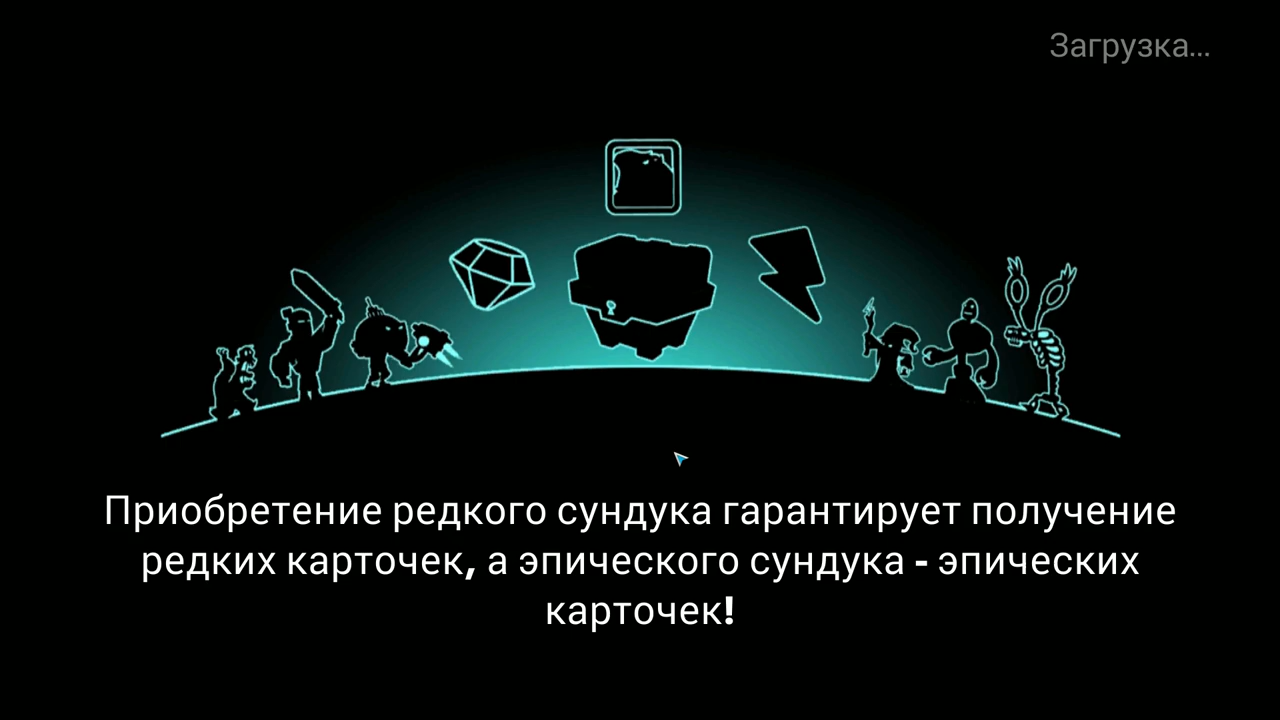 Загрузка...
Приобретение редкого сундука гарантирует получение
редких карточек, а эпического сундука - эпических
карточек!